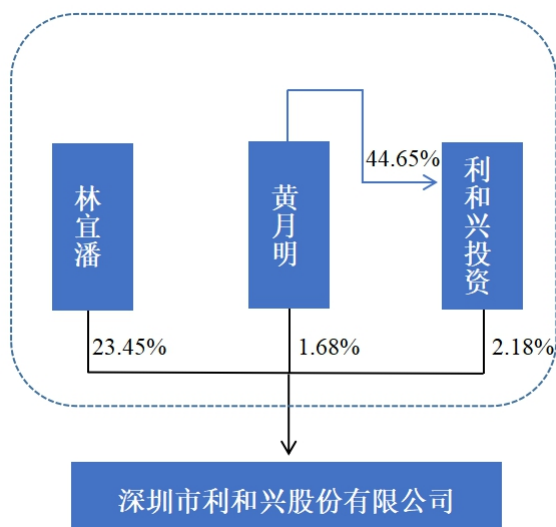 44.65%
林宜潘
黄月明
利和兴投资
23.45%
1.68%
2.18%
深圳市利和兴股份有限公司